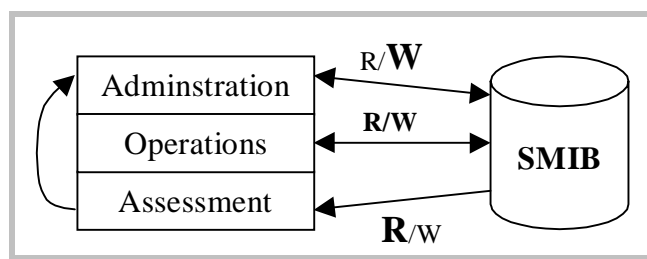 R/W
Adminstration
R/W
Operations
SMIB
Assessment
R/W